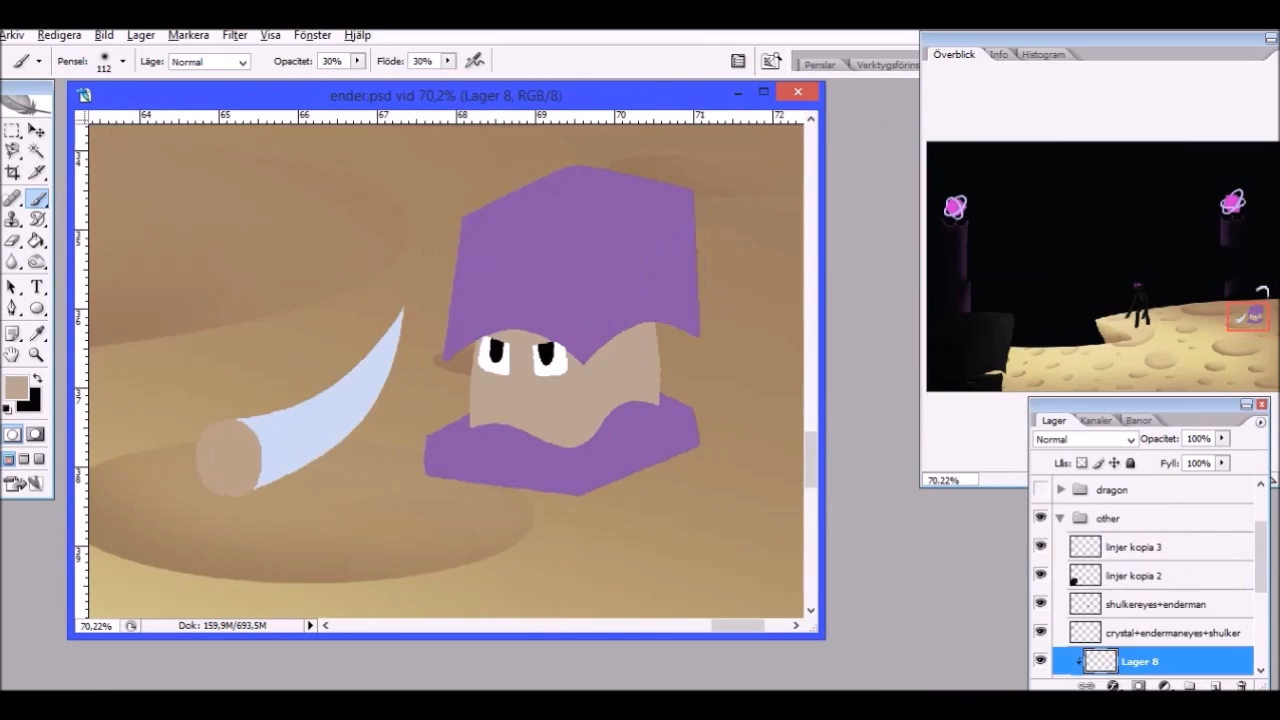 Arkiv Redigera Bild Lager Markera Filter Visa Fönster Hjälp
Pensel: 112 Läge: Normal Opacitet: 30% Flöde: 30% Penslar Verktygsförins
Överblick Info Histogram
ender.psd vid 70,2% (Lager 8, RGB/8)
64 65 66 67 68 69 70 71 72
70.22%
Lager Kanaler Banor
Normal Opacitet: 100%
Lås: Fyll: 100%
dragon
other
linjer kopia 3
linjer kopia 2
shulkereyes+enderman
crystal+endermaneyes+shulker
Lager 8
70,22% Dok: 159,9M/693,5M